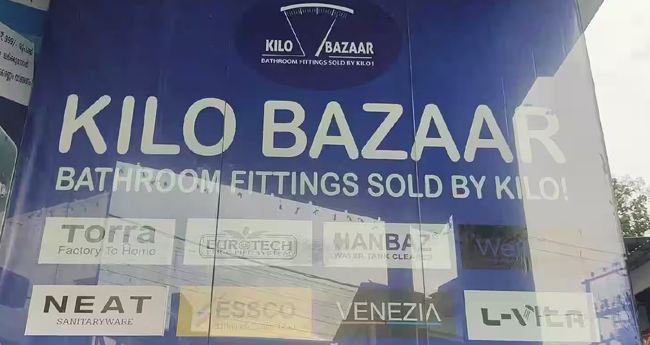 KILO BAZAAR
BATHROOM FITTINGS SOLD BY KILO!
KILO BAZAAR
BATHROOM FITTINGS SOLD BY KILO!
Torra
Factory To Home
EUROTECH
HANBAZ
WATER TANK CLEANER
NEAT
SANITARYWARE
ESSCO
VENEZIA